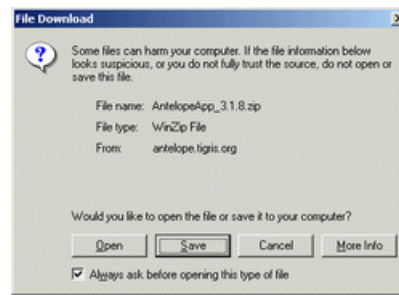 File Download
Some files can harm your computer. If the file information below
looks suspicious, or you do not fully trust the source, do not open or
save this file.
File name: AntelopeApp_3.1.8.zip
File type: WinZip File
From: antelope.tigris.org
Would you like to open the file or save it to your computer?
Open Save Cancel More Info
Always ask before opening this type of file